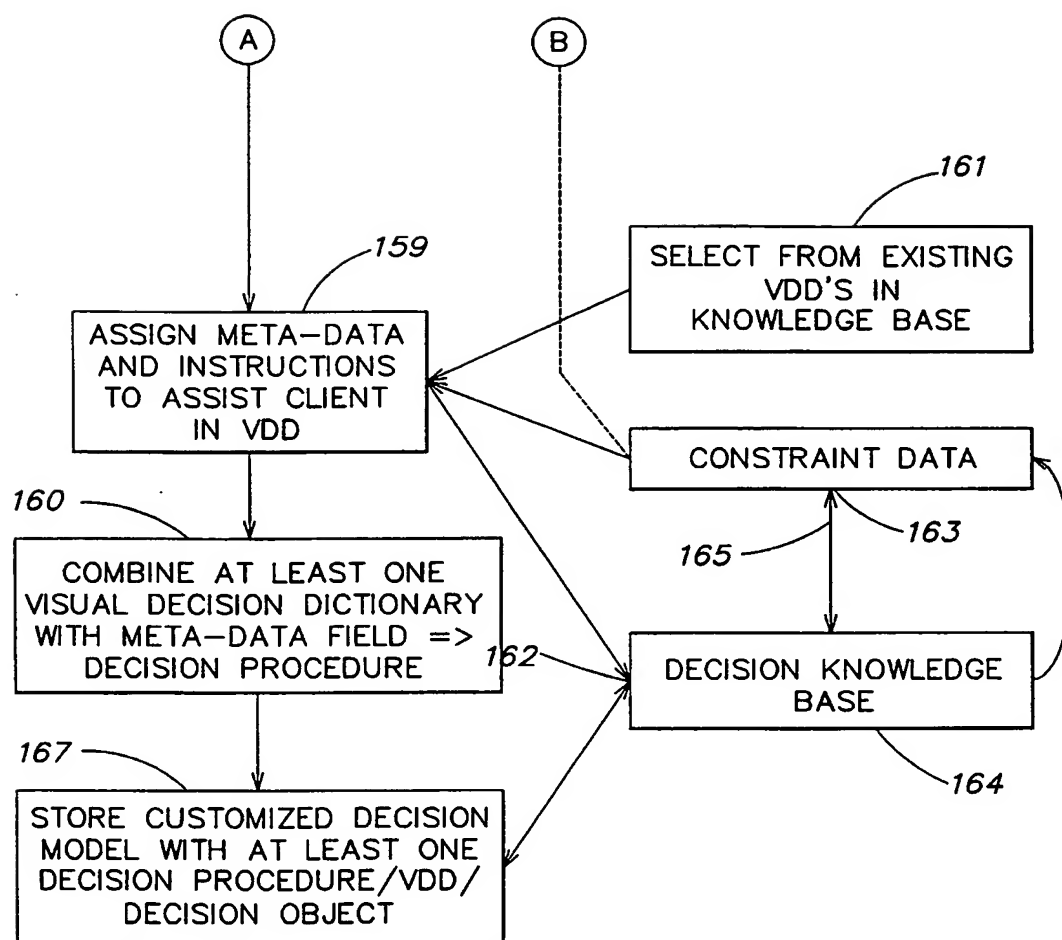 A
B
161
SELECT FROM EXISTING
VDD'S IN
KNOWLEDGE BASE
159
ASSIGN META-DATA
AND INSTRUCTIONS
TO ASSIST CLIENT
IN VDD
CONSTRAINT DATA
163
165
160
COMBINE AT LEAST ONE
VISUAL DECISION DICTIONARY
WITH META-DATA FIELD =>
DECISION PROCEDURE
162
DECISION KNOWLEDGE
BASE
164
167
STORE CUSTOMIZED DECISION
MODEL WITH AT LEAST ONE
DECISION PROCEDURE/VDD/
DECISION OBJECT